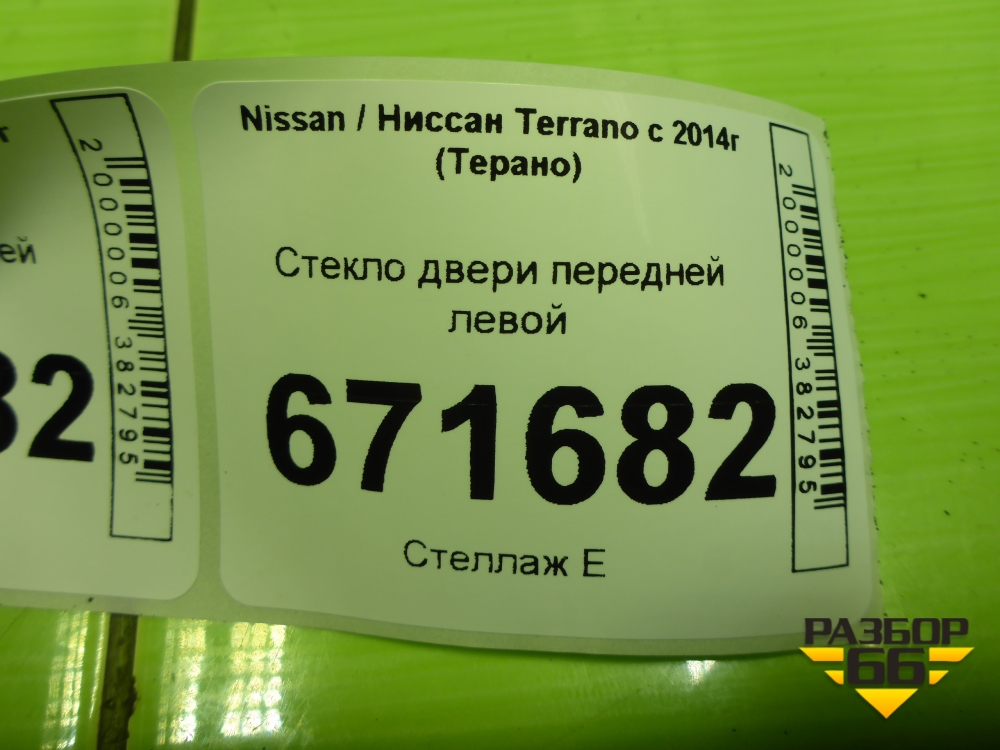 Nissan / Ниссан Terrano с 2014г
(Терано)
Стекло двери передней
левой
671682
Стеллаж Е
2000006382795
г
ей
82
2000006382795
РАЗБОР
66